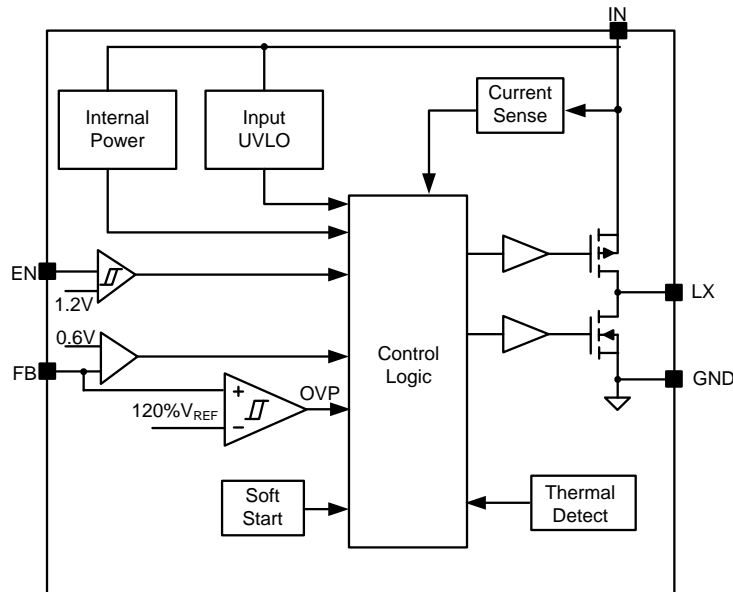 IN
Internal
Power
Input
UVLO
Current
Sense
EN
1.2V
0.6V
FB
120%VREF
+
−
OVP
Control
Logic
LX
GND
Soft
Start
Thermal
Detect